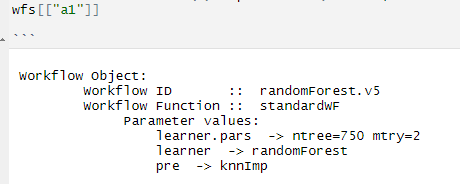 wfs[["a1"]]
```
Workflow Object:
Workflow ID :: randomForest.v5
Workflow Function :: standardWF
Parameter values:
learner.pars -> ntree=750 mtry=2
learner -> randomForest
pre -> knnImp